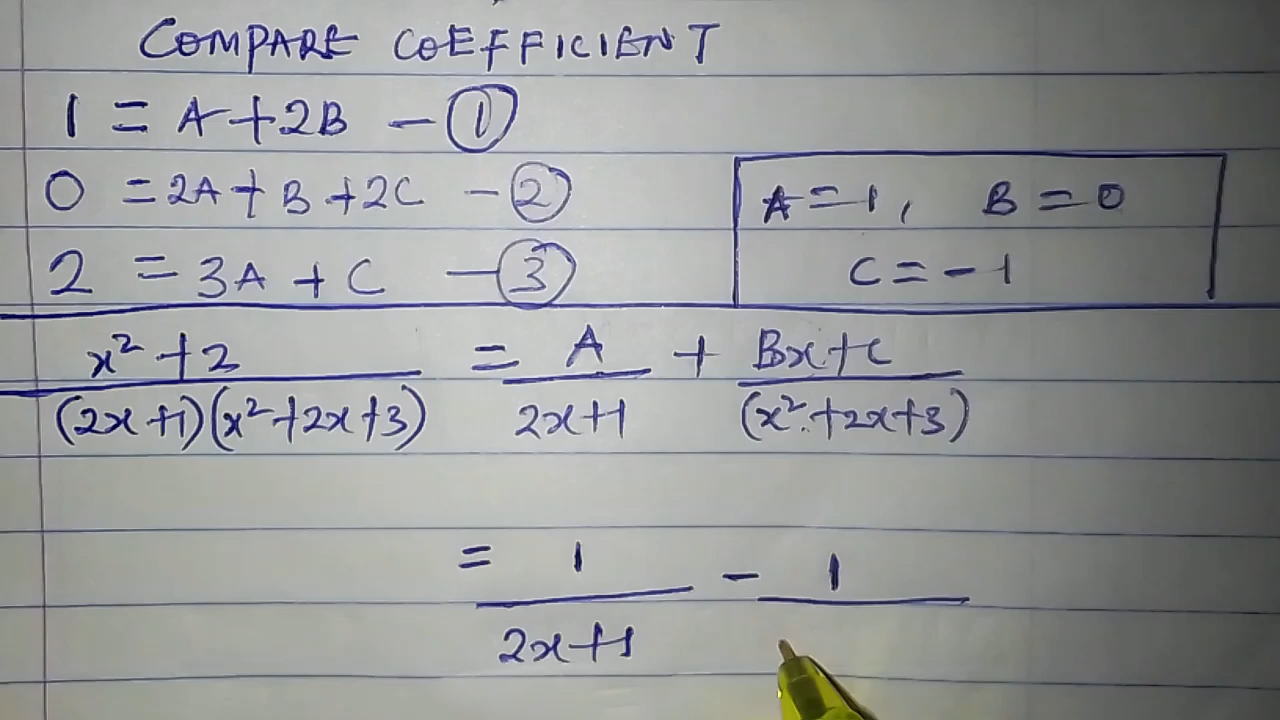 COMPARE COEFFICIENT
1 = A+2B - ①
0 = 2A + B + 2C - ②
2 = 3A + C - ③
A = 1, B = 0
C = -1
x² + 2 = A + Bx+C
(2x+1)(x²+2x+3) 2x+1 (x²+2x+3)
= 1 - 1
2x+1